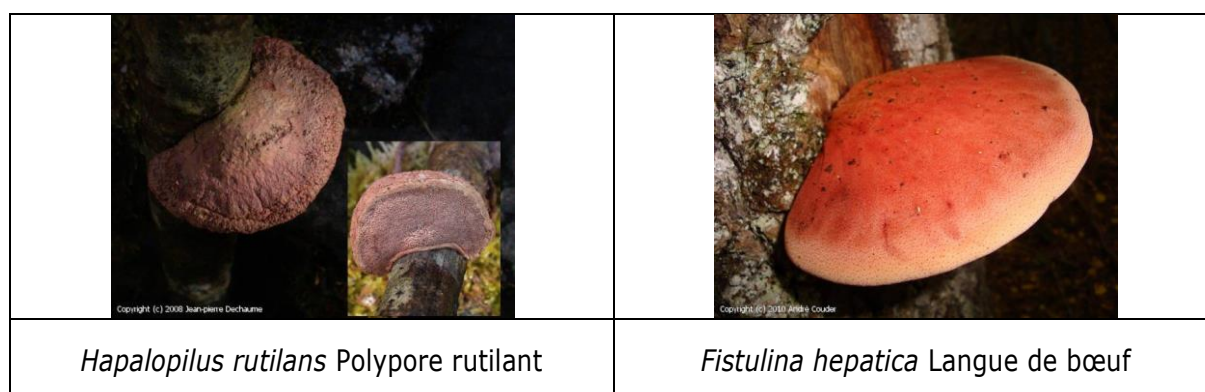 Copyright (c) 2008 Jean-pierre Dechaume
Copyright (c) 2010 André Couder
Hapalopilus rutilans Polypore rutilant
Fistulina hepatica Langue de bœuf